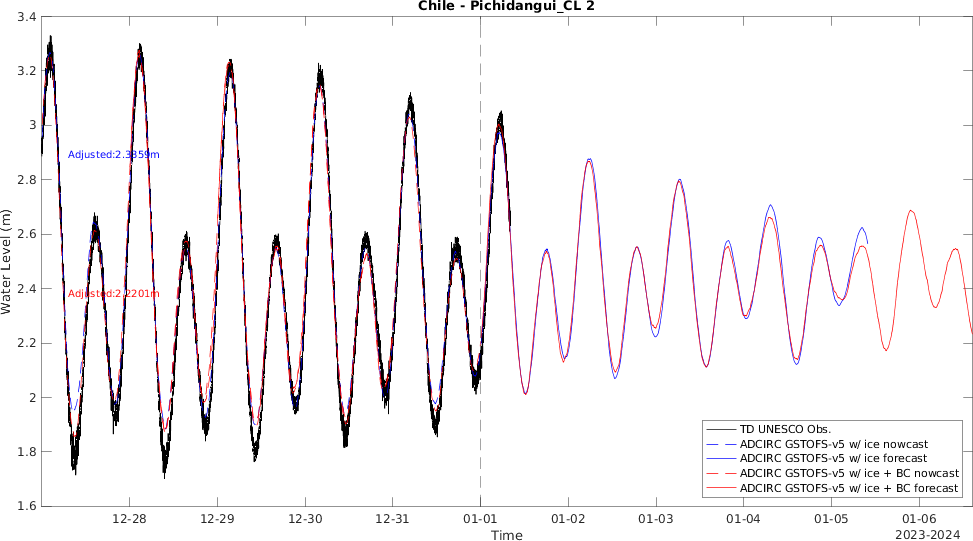 Chile - Pichidangui_CL 2
3.4
3.2
3
2.8
2.6
2.4
2.2
2
1.8
1.6
Water Level (m)
Adjusted:2.3359m
Adjusted:2.2201m
TD UNESCO Obs.
ADCIRC GSTOFS-v5 w/ ice nowcast
ADCIRC GSTOFS-v5 w/ ice forecast
ADCIRC GSTOFS-v5 w/ ice + BC nowcast
ADCIRC GSTOFS-v5 w/ ice + BC forecast
12-28 12-29 12-30 12-31 01-01 01-02 01-03 01-04 01-05 01-06
Time
2023-2024